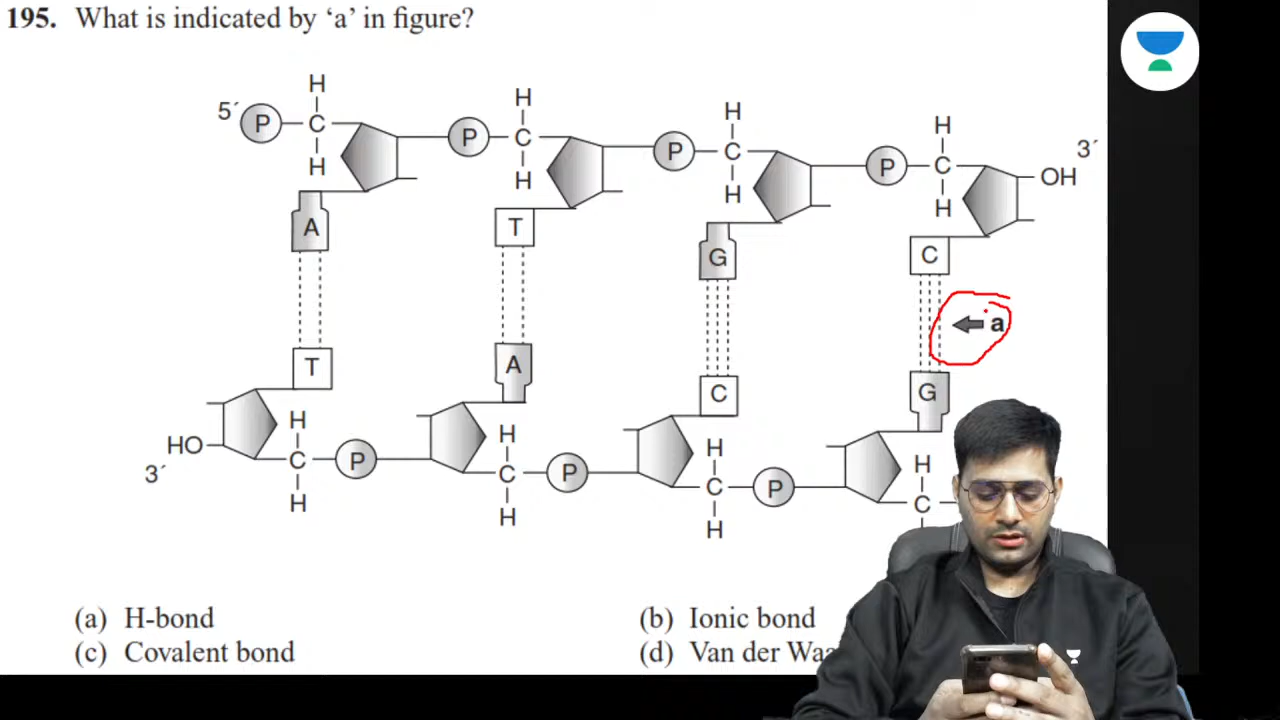 195. What is indicated by ‘a’ in figure?
H H H H
5´ P C P C P C P C 3´
H H H H OH
A T G C
a
T A C G
HO H H H H
3´ C P C P C P C
H H H
(a) H-bond (b) Ionic bond
(c) Covalent bond (d) Van der